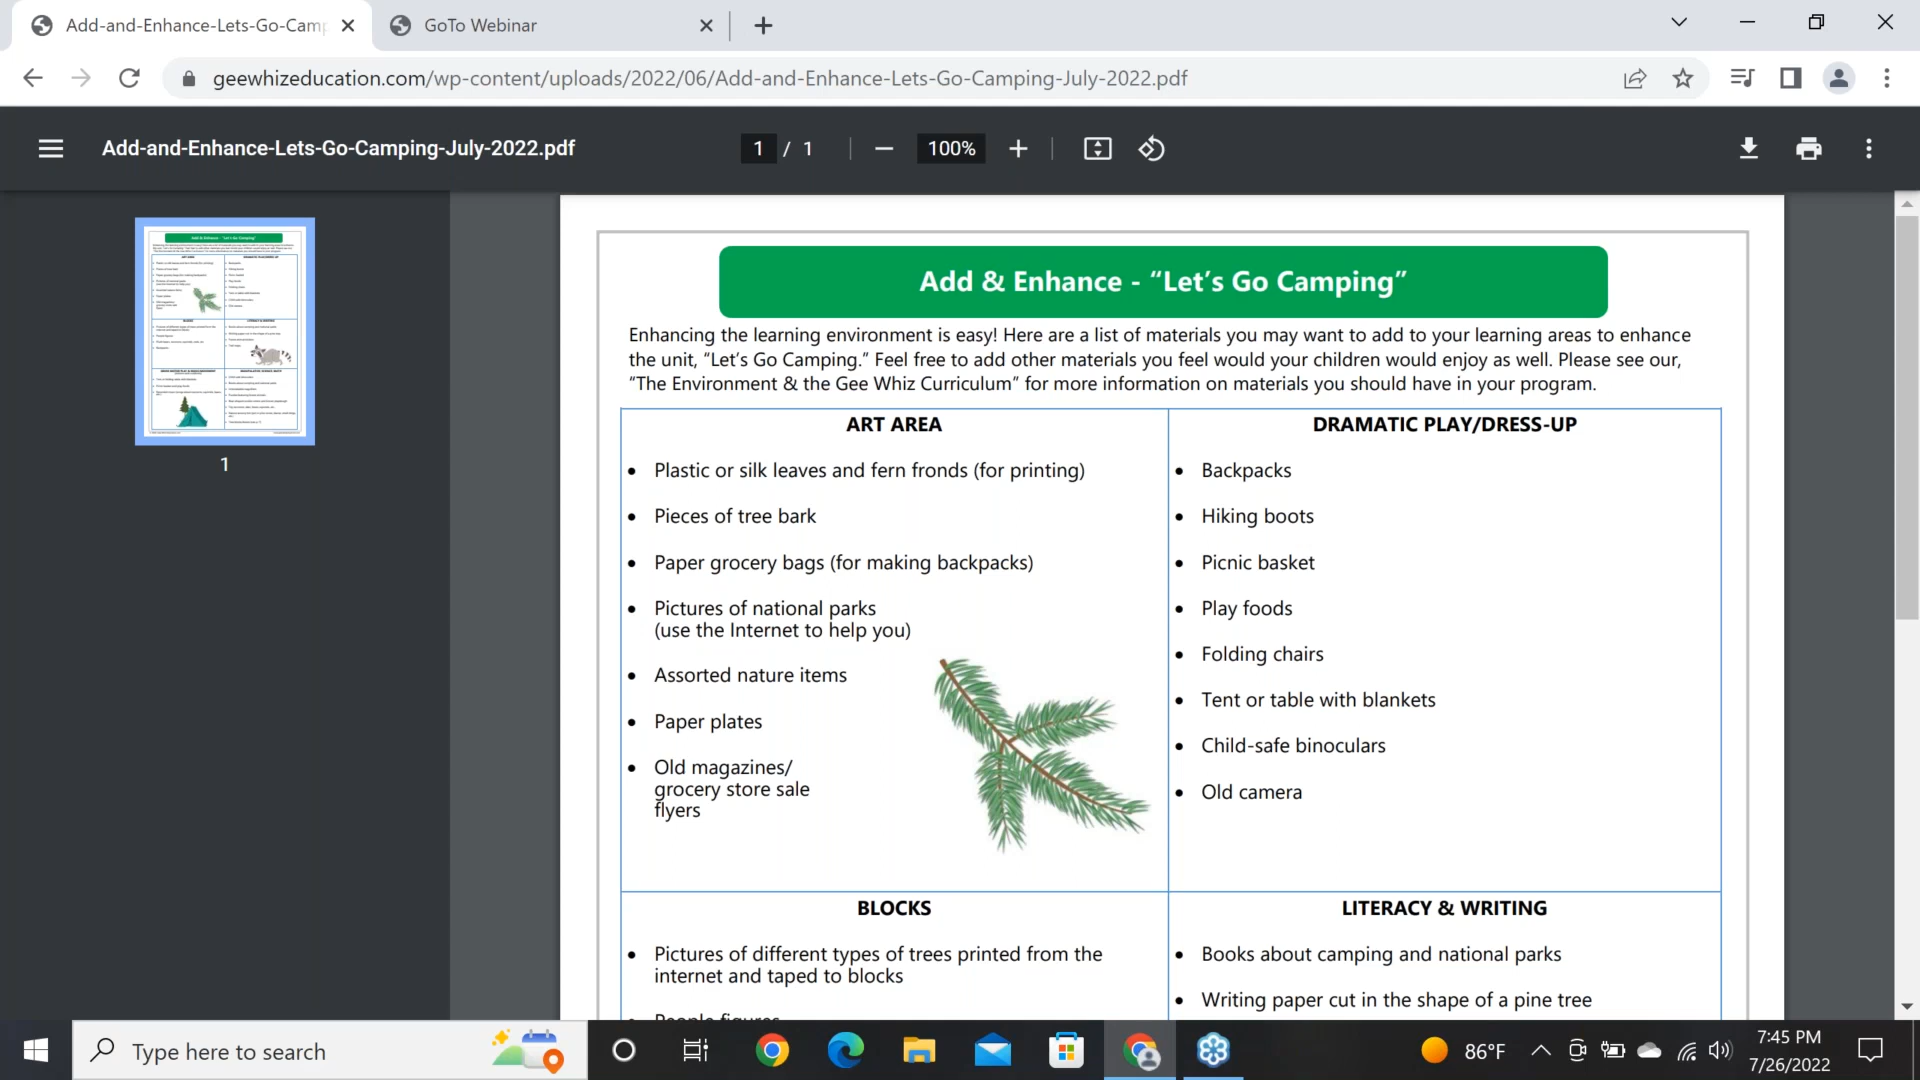 Add-and-Enhance-Lets-Go-Camp
GoTo Webinar
geewhizeducation.com/wp-content/uploads/2022/06/Add-and-Enhance-Lets-Go-Camping-July-2022.pdf
Add-and-Enhance-Lets-Go-Camping-July-2022.pdf
1 / 1
100%
1
Add & Enhance - “Let’s Go Camping”
Enhancing the learning environment is easy! Here are a list of materials you may want to add to your learning areas to enhance
the unit, “Let’s Go Camping.” Feel free to add other materials you feel would your children would enjoy as well. Please see our,
“The Environment & the Gee Whiz Curriculum” for more information on materials you should have in your program.
ART AREA
• Plastic or silk leaves and fern fronds (for printing)
• Pieces of tree bark
• Paper grocery bags (for making backpacks)
• Pictures of national parks
(use the Internet to help you)
• Assorted nature items
• Paper plates
• Old magazines/
grocery store sale
flyers
DRAMATIC PLAY/DRESS-UP
• Backpacks
• Hiking boots
• Picnic basket
• Play foods
• Folding chairs
• Tent or table with blankets
• Child-safe binoculars
• Old camera
BLOCKS
• Pictures of different types of trees printed from the
internet and taped to blocks
• People figures
LITERACY & WRITING
• Books about camping and national parks
• Writing paper cut in the shape of a pine tree
Type here to search
86°F
7:45 PM
7/26/2022